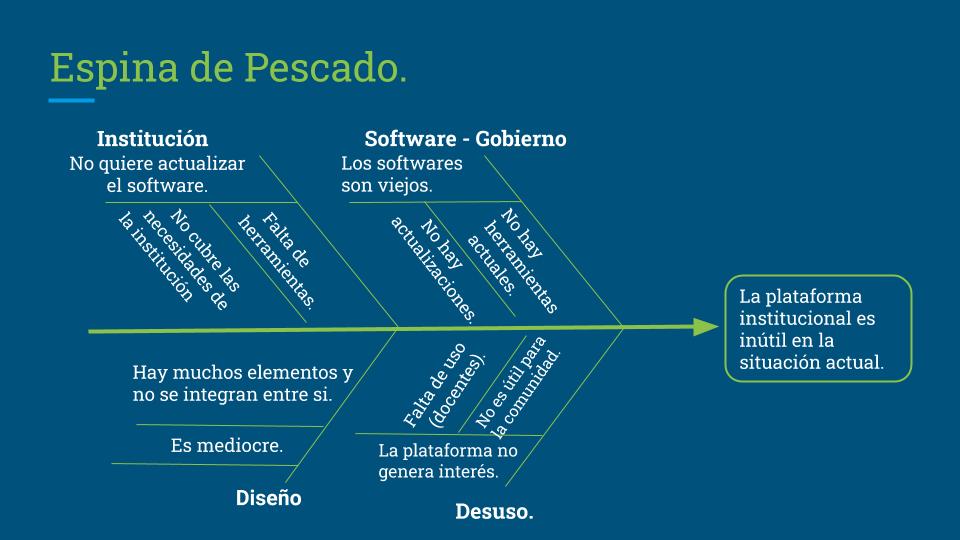 Espina de Pescado.
Institución
No quiere actualizar
el software.
No cubre las
necesidades de
la institución
Falta de
herramientas.
Software - Gobierno
Los softwares
son viejos.
No hay
actualizaciones.
No hay
herramientas
actuales.
La plataforma
institucional es
inútil en la
situación actual.
Hay muchos elementos y
no se integran entre si.
Es mediocre.
Diseño
Falta de uso
(docentes).
No es útil para
la comunidad.
La plataforma no
genera interés.
Desuso.